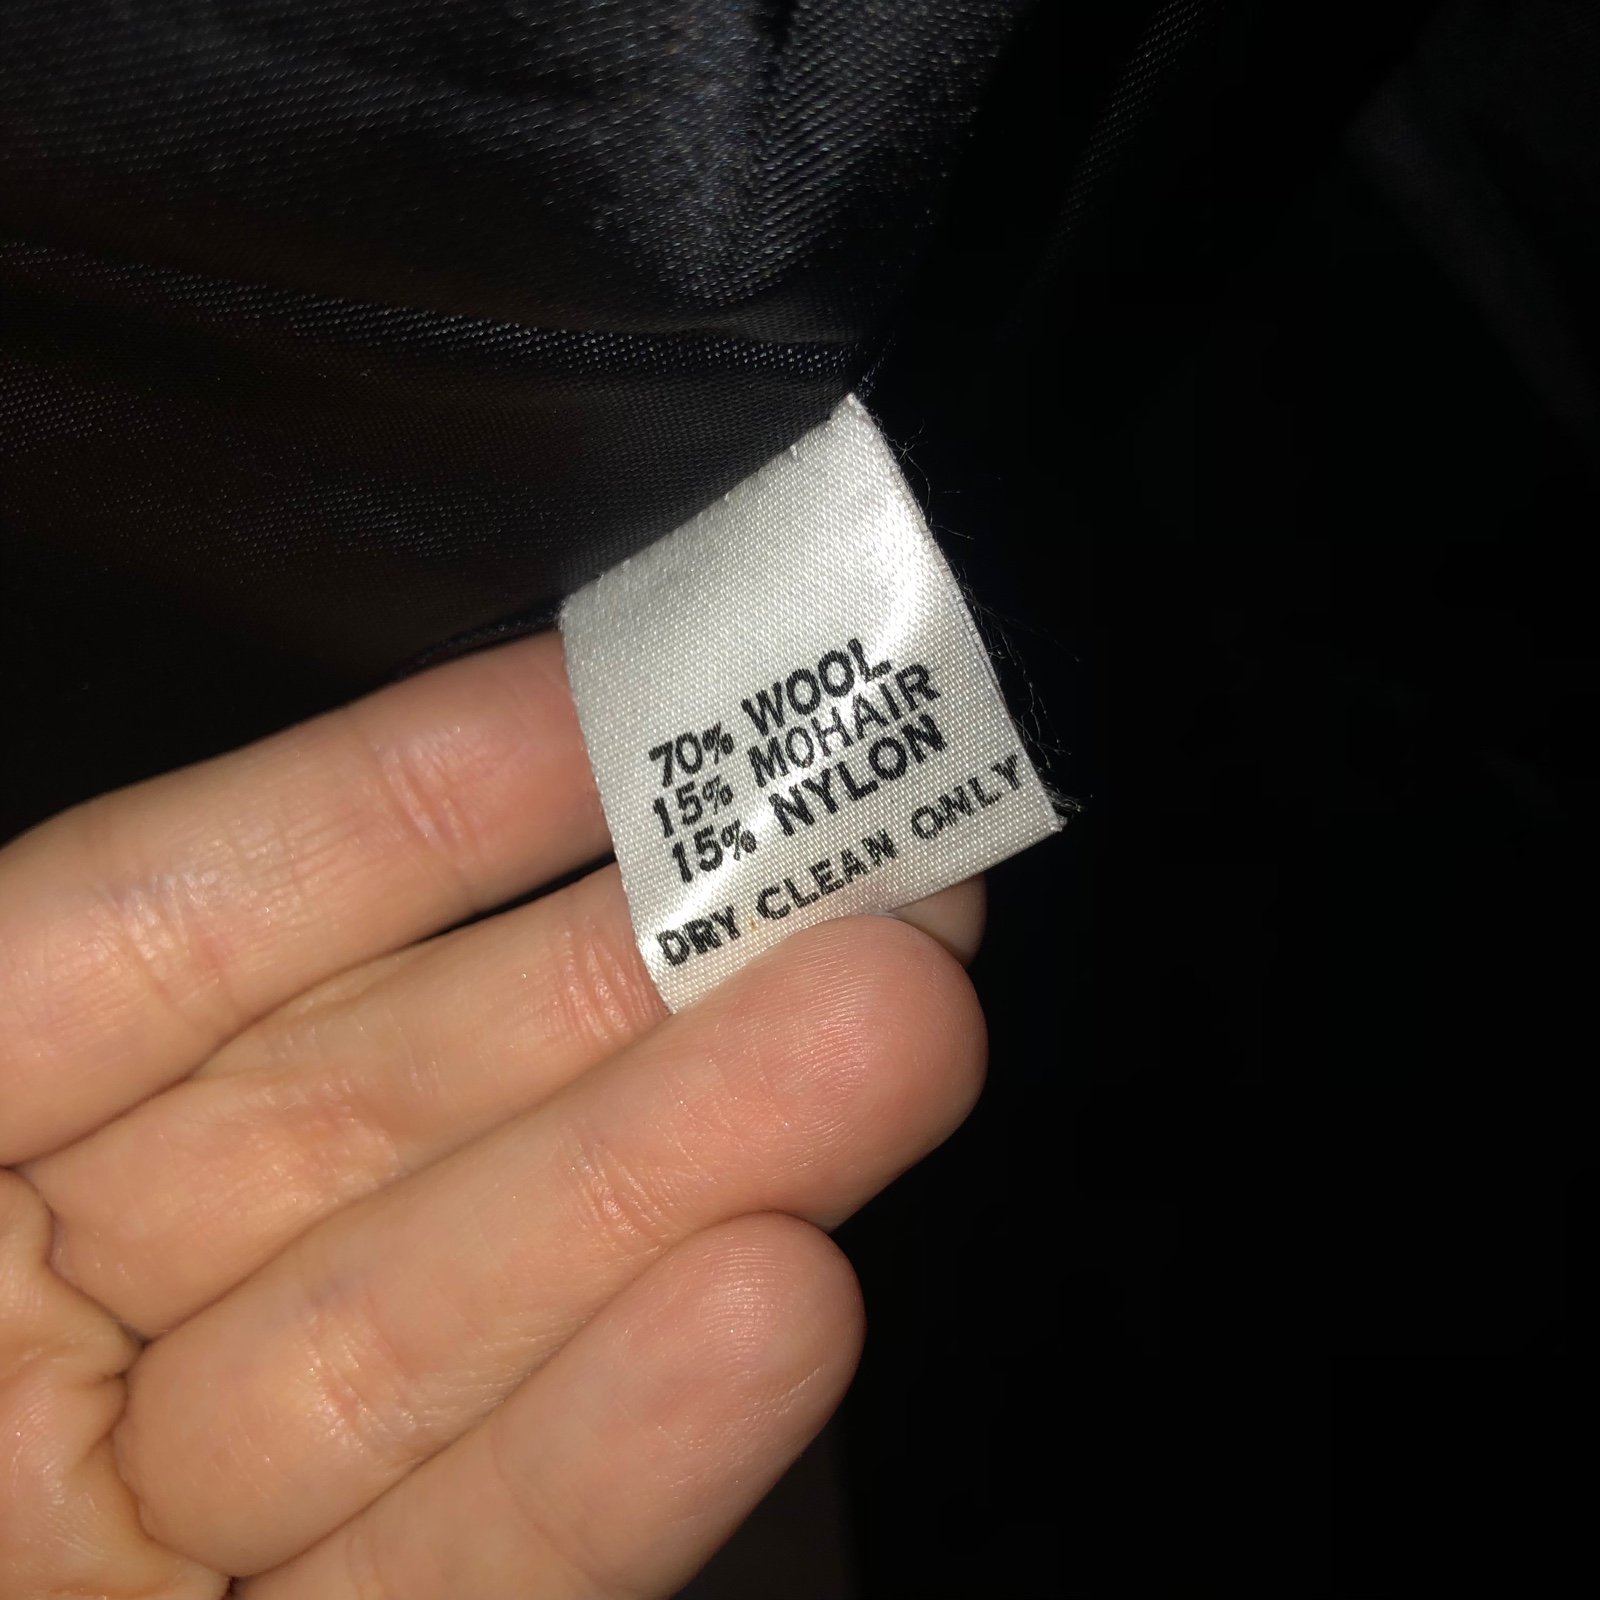 70% WOOL
15% MOHAIR
15% NYLON
DRY CLEAN ONLY